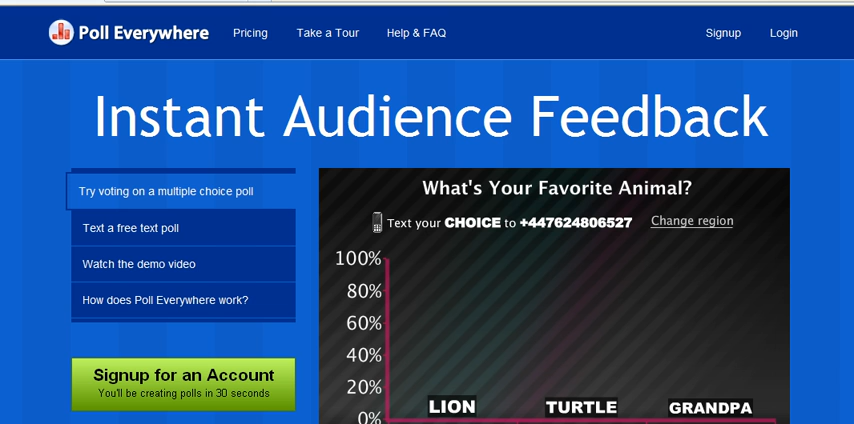 Poll Everywhere Pricing Take a Tour Help & FAQ Signup Login
Instant Audience Feedback
Try voting on a multiple choice poll
Text a free text poll
Watch the demo video
How does Poll Everywhere work?
Signup for an Account
You'll be creating polls in 30 seconds
What's Your Favorite Animal?
Text your CHOICE to +447624806527 Change region
100%
80%
60%
40%
20%
0%
LION TURTLE GRANDPA